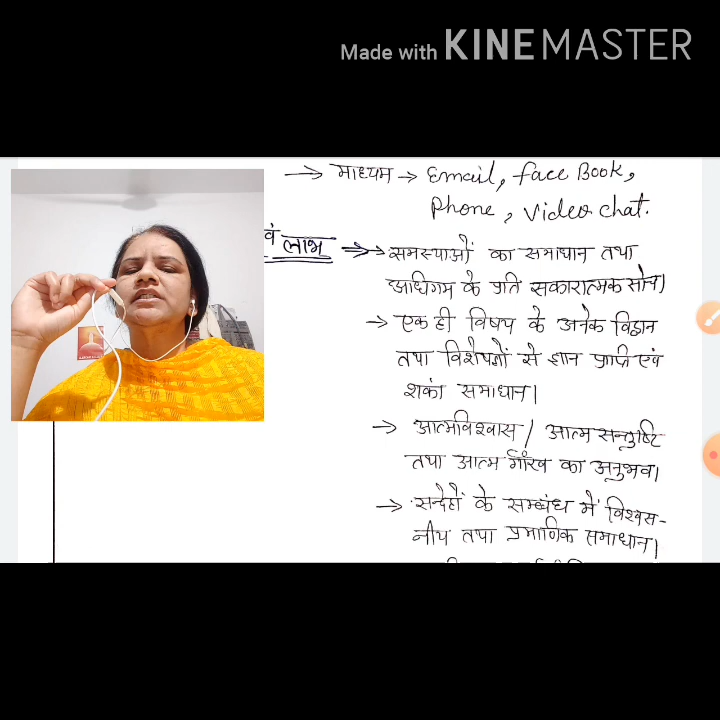 Made with KINEMASTER
→ माध्यम → Email, face Book,
Phone, video chat.
वं लाभ ⇒→ समस्याओं का समाधान तथा
अधिगम के प्रति सकारात्मक सोच।
→ एक ही विषय के अनेक विद्वान
तथा विशेषज्ञों से ज्ञान प्राप्ति एवं
शंका समाधान।
→ आत्मविश्वास / आत्म सन्तुष्टि
तथा आत्म गौरव का अनुभव।
→ सन्देहों के सम्बंध में विश्वस-
नीय तथा प्रमाणिक समाधान।